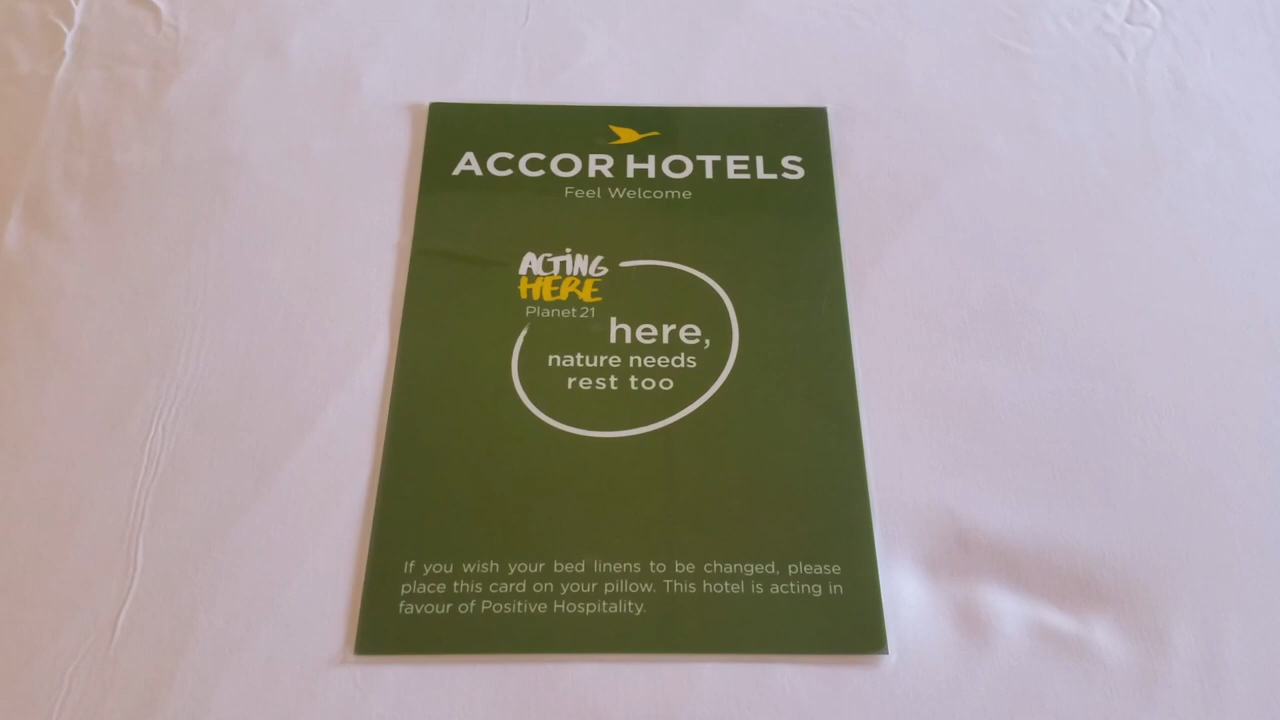 ACCOR HOTELS
Feel Welcome
ACTING
HERE
Planet 21
here,
nature needs
rest too
If you wish your bed linens to be changed, please
place this card on your pillow. This hotel is acting in
favour of Positive Hospitality.